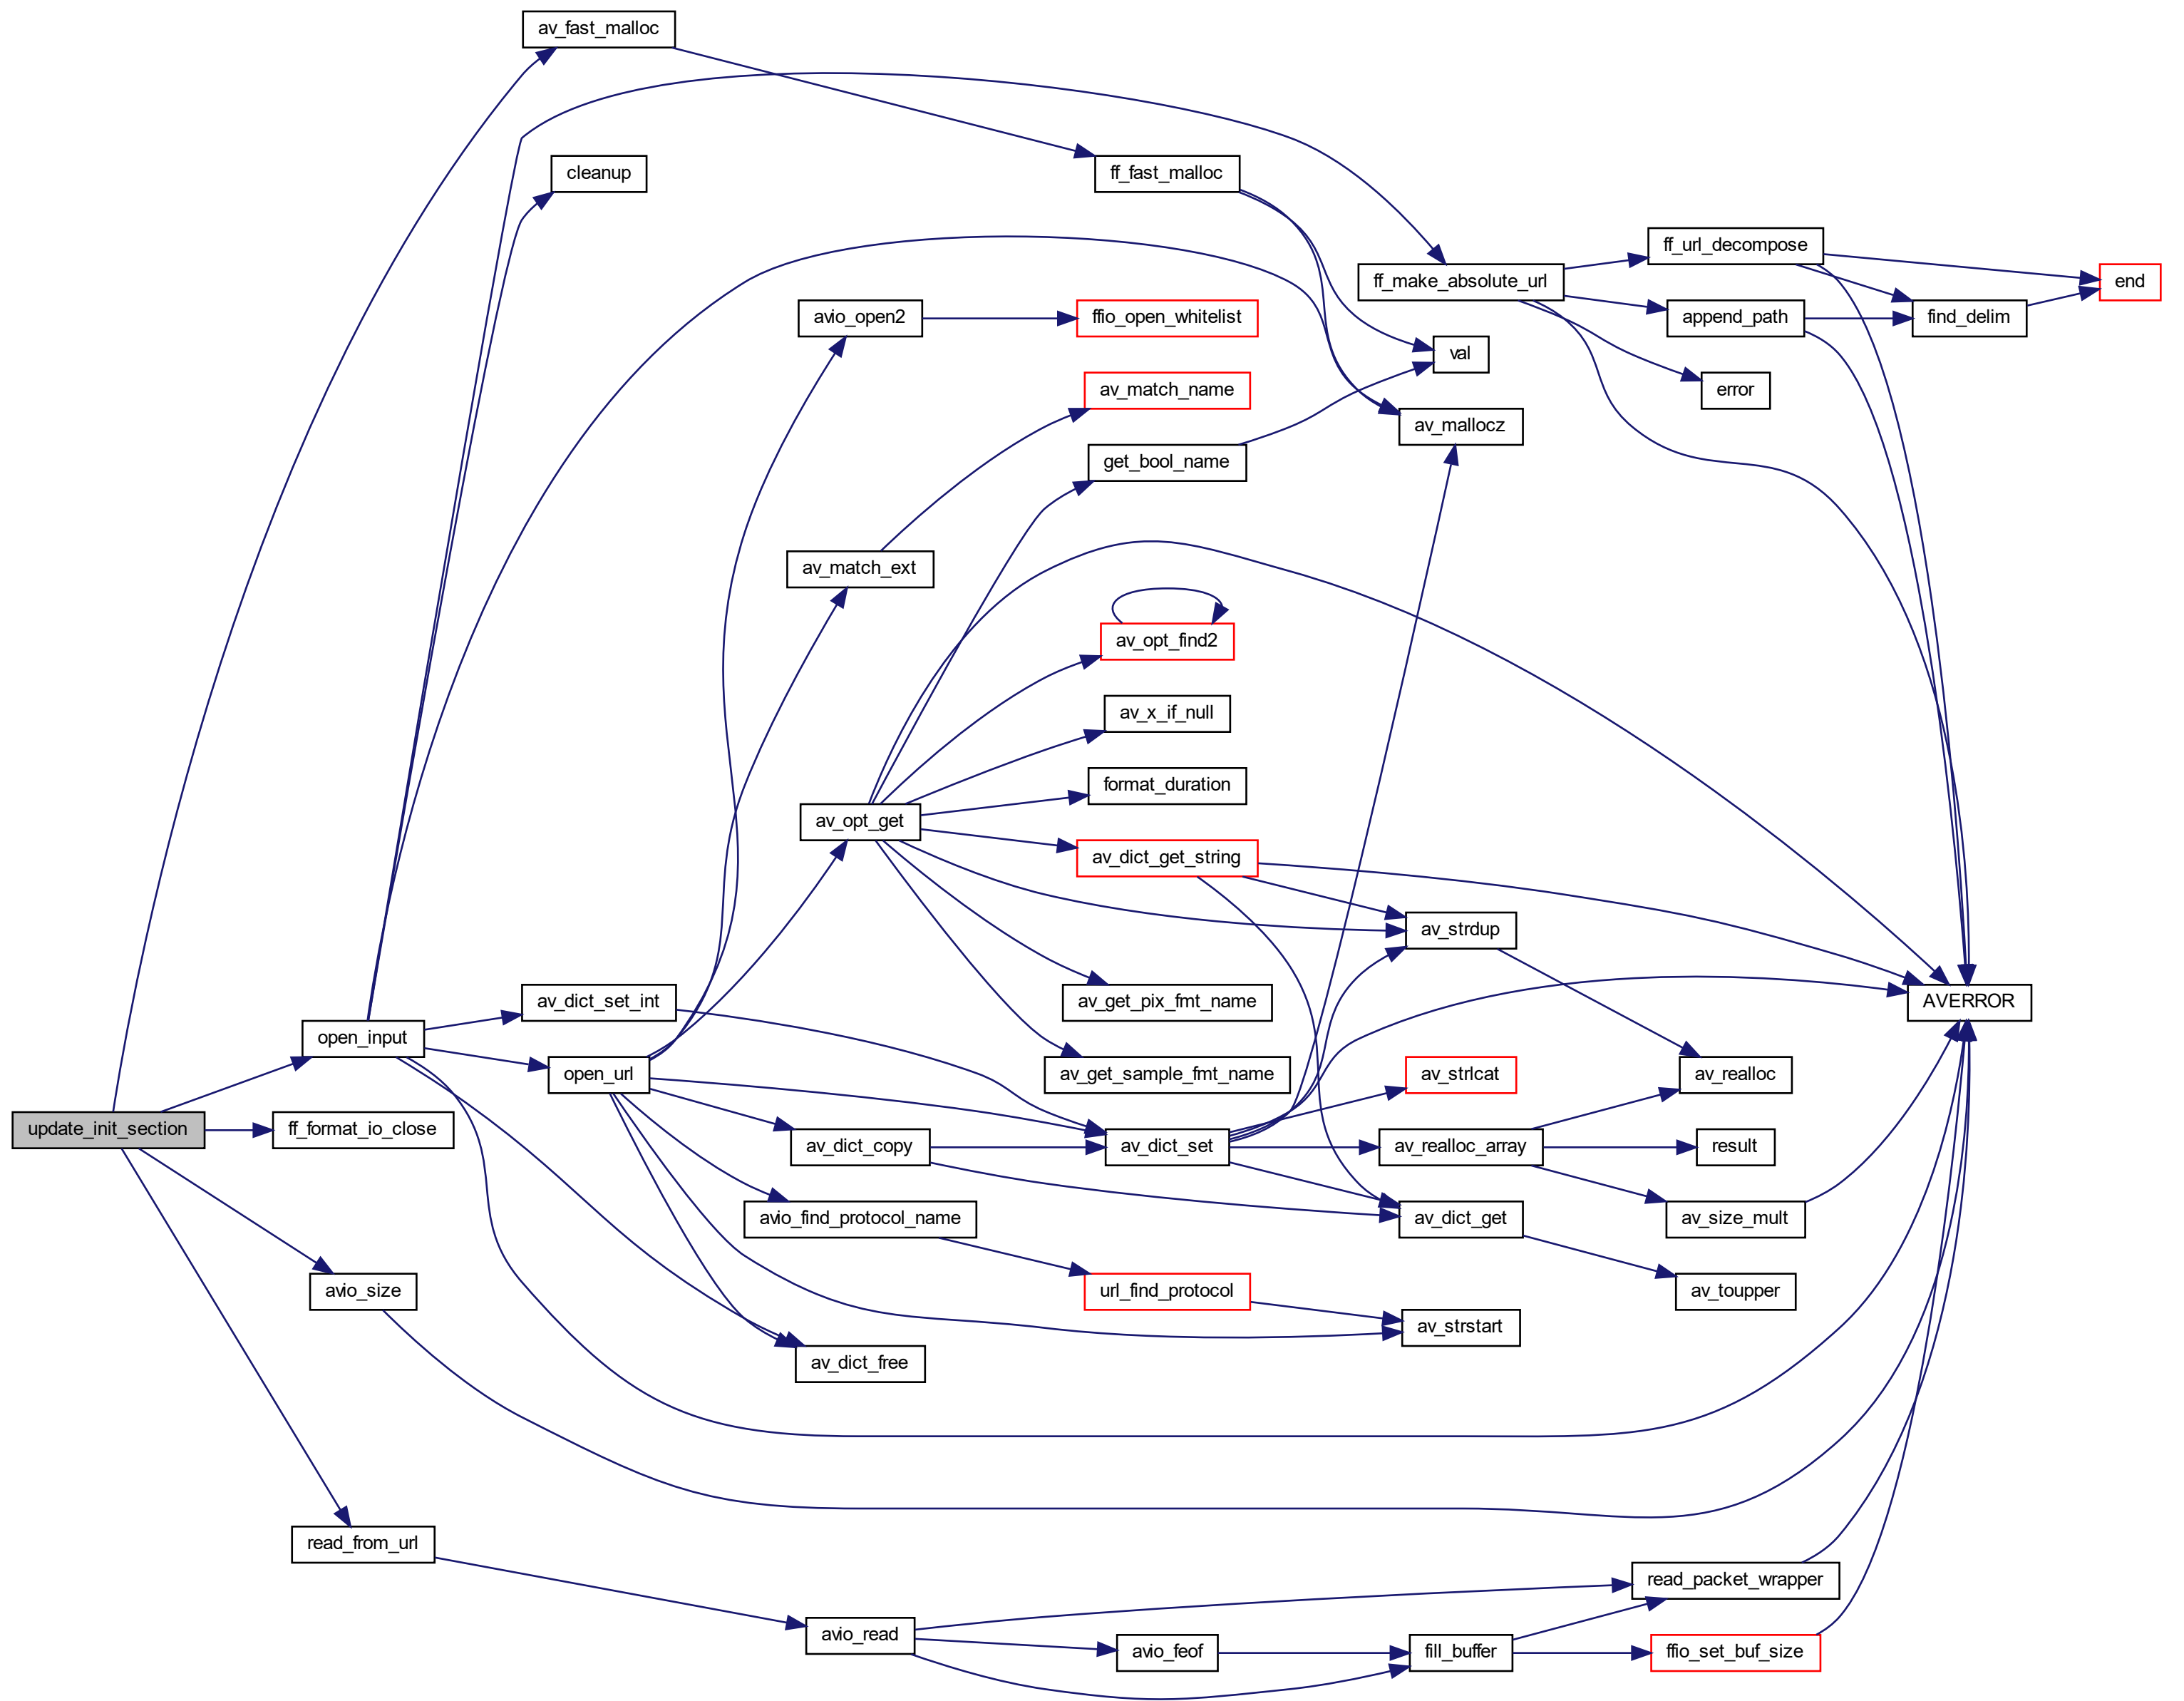 av_fast_malloc
cleanup
ff_fast_malloc
ff_url_decompose
ff_make_absolute_url
end
avio_open2
ffio_open_whitelist
append_path
find_delim
val
av_match_name
error
av_mallocz
get_bool_name
av_match_ext
av_opt_find2
av_x_if_null
format_duration
av_opt_get
av_dict_get_string
av_strdup
av_get_pix_fmt_name
av_dict_set_int
AVERROR
open_input
open_url
av_get_sample_fmt_name
av_strlcat
av_realloc
update_init_section
ff_format_io_close
av_dict_copy
av_dict_set
av_realloc_array
result
avio_find_protocol_name
av_dict_get
av_size_mult
avio_size
url_find_protocol
av_toupper
av_strstart
av_dict_free
read_from_url
read_packet_wrapper
avio_read
avio_feof
fill_buffer
ffio_set_buf_size